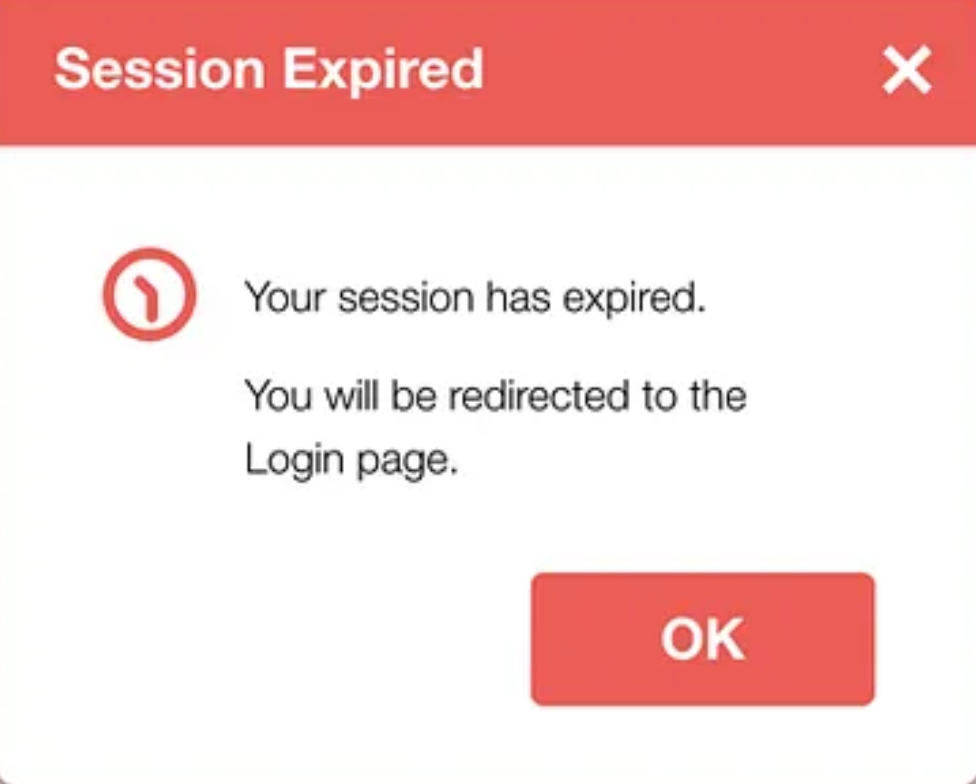 Session Expired
Your session has expired.
You will be redirected to the
Login page.
OK